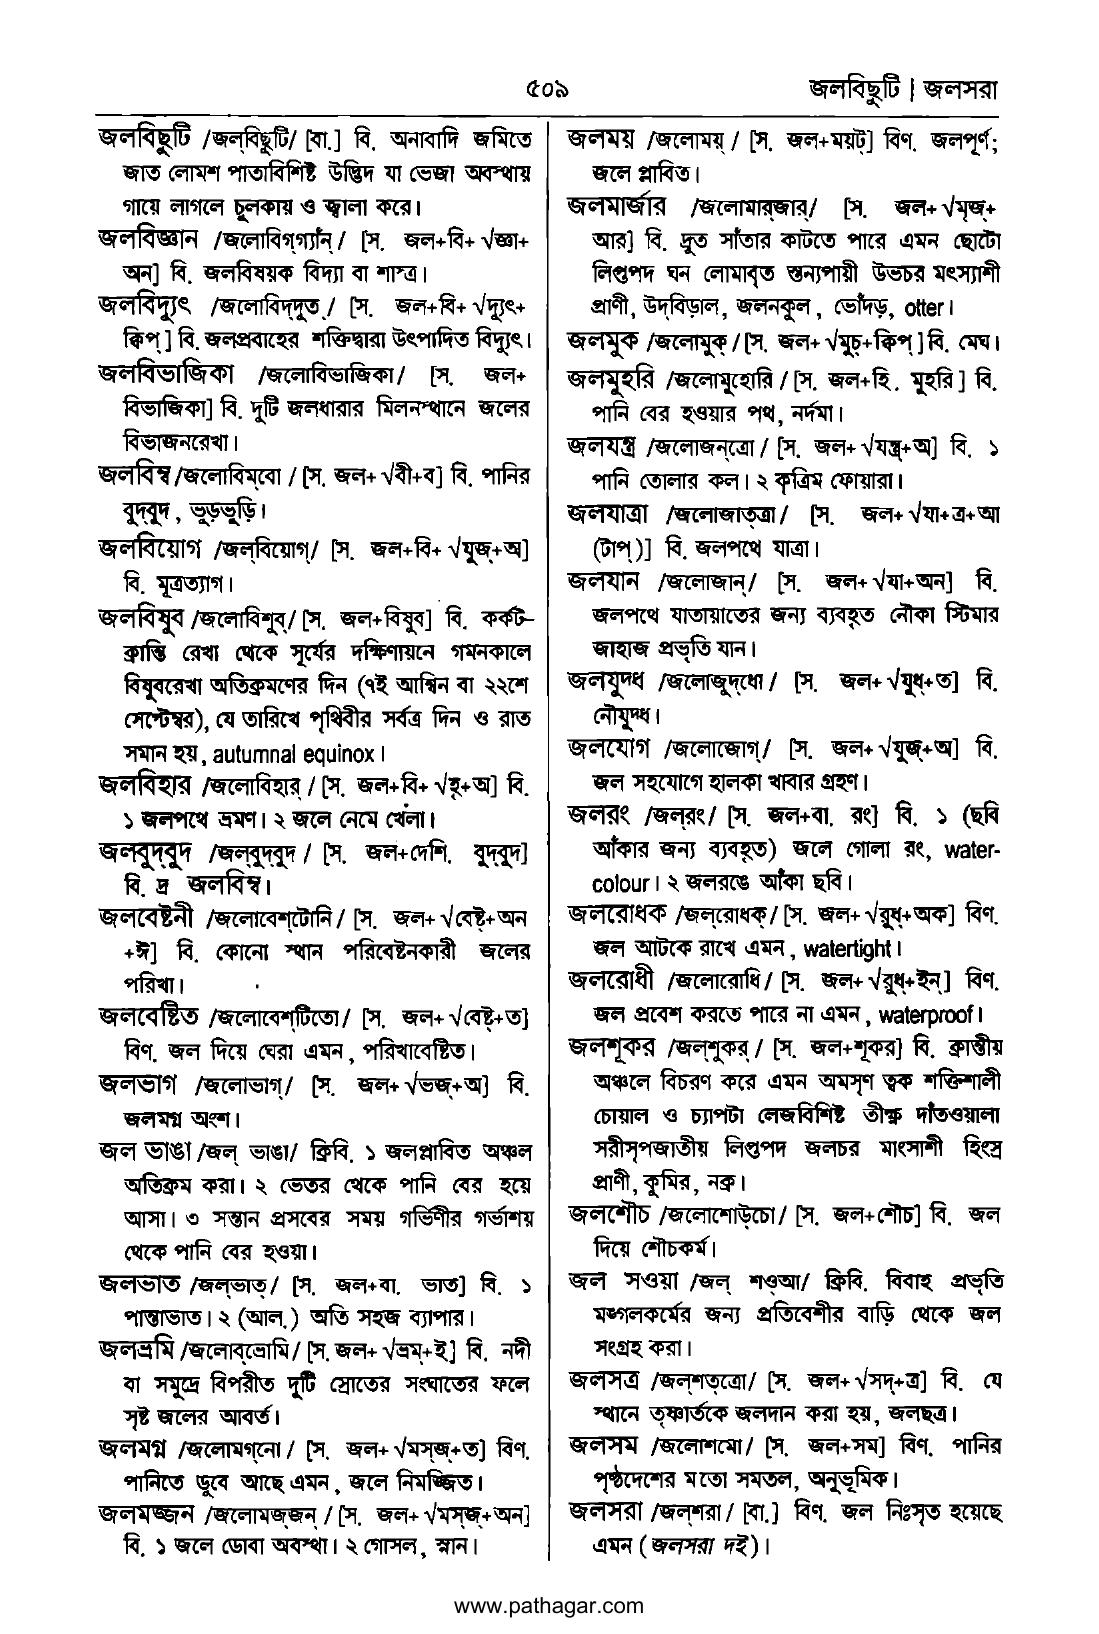 ৫০৯
জলবিছুটি | জলসরা
জলবিছুটি /জল্‌বিছুটি/ [বা.] বি. অনাবাদি জমিতে
জাত লোমশ পাতাবিশিষ্ট উদ্ভিদ যা ভেজা অবস্থায়
গায়ে লাগলে চুলকায় ও জ্বালা করে।
জলবিজ্ঞান /জলোবিগ্‌গ্যাঁন্‌/ [স. জল+বি+√জ্ঞা+
অন] বি. জলবিষয়ক বিদ্যা বা শাস্ত্র।
জলবিদ্যুৎ /জলোবিদ্‌দুত্‌/ [স. জল+বি+√দ্যুৎ+
ক্বিপ্‌] বি. জলপ্রবাহের শক্তিদ্বারা উৎপাদিত বিদ্যুৎ।
জলবিভাজিকা /জলোবিভাজিকা/ [স. জল+
বিভাজিকা] বি. দুটি জলধারার মিলনস্থানে জলের
বিভাজনরেখা।
জলবিম্ব /জলোবিম্‌বো/ [স. জল+√বী+ব] বি. পানির
বুদ্‌বুদ, ভুড়ভুড়ি।
জলবিয়োগ /জল্‌বিয়োগ্‌/ [স. জল+বি+√যুজ্‌+অ]
বি. মূত্রত্যাগ।
জলবিষুব /জলোবিশুব্‌/ [স. জল+বিষুব] বি. কর্কট–
ক্রান্তি রেখা থেকে সূর্যের দক্ষিণায়নে গমনকালে
বিষুবরেখা অতিক্রমণের দিন (৭ই আশ্বিন বা ২২শে
সেপ্টেম্বর), যে তারিখে পৃথিবীর সর্বত্র দিন ও রাত
সমান হয়, autumnal equinox।
জলবিহার /জলোবিহার্‌/ [স. জল+বি+√হৃ+অ] বি.
১ জলপথে ভ্রমণ। ২ জলে নেমে খেলা।
জলবুদ্‌বুদ /জল্‌বুদ্‌বুদ/ [স. জল+দেশি. বুদ্‌বুদ]
বি. দ্র জলবিম্ব।
জলবেষ্টনী /জলোবেশ্‌টোনি/ [স. জল+√বেষ্ট্‌+অন
+ঈ] বি. কোনো স্থান পরিবেষ্টনকারী জলের
পরিখা।
জলবেষ্টিত /জলোবেশ্‌টিতো/ [স. জল+√বেষ্ট্‌+ত]
বিণ. জল দিয়ে ঘেরা এমন, পরিখাবেষ্টিত।
জলভাগ /জলোভাগ্‌/ [স. জল+√ভজ্‌+অ] বি.
জলমগ্ন অংশ।
জল ভাঙা /জল্‌ ভাঙা/ ক্রিবি. ১ জলপ্লাবিত অঞ্চল
অতিক্রম করা। ২ ভেতর থেকে পানি বের হয়ে
আসা। ৩ সন্তান প্রসবের সময় গর্ভিণীর গর্ভাশয়
থেকে পানি বের হওয়া।
জলভাত /জল্‌ভাত্‌/ [স. জল+বা. ভাত] বি. ১
পান্তাভাত। ২ (আল.) অতি সহজ ব্যাপার।
জলভ্রমি /জলোব্‌ভ্রোমি/ [স. জল+√ভ্রম্‌+ই] বি. নদী
বা সমুদ্রে বিপরীত দুটি স্রোতের সংঘাতের ফলে
সৃষ্ট জলের আবর্ত।
জলমগ্ন /জলোমগ্‌নো/ [স. জল+√মস্‌জ্‌+ত] বিণ.
পানিতে ডুবে আছে এমন, জলে নিমজ্জিত।
জলমজ্জন /জলোমজ্‌জন্‌/ [স. জল+√মস্‌জ্‌+অন]
বি. ১ জলে ডোবা অবস্থা। ২ গোসল, স্নান।
জলময় /জলোময়্‌/ [স. জল+ময়ট্‌] বিণ. জলপূর্ণ;
জলে প্লাবিত।
জলমার্জার /জলোমার্‌জার্‌/ [স. জল+√মৃজ্‌+
আর] বি. দ্রুত সাঁতার কাটতে পারে এমন ছোটো
লিপ্তপদ ঘন লোমাবৃত স্তন্যপায়ী উভচর মৎস্যাশী
প্রাণী, উদ্‌বিড়াল, জলনকুল, ভোঁদড়, otter।
জলমুক /জলোমুক্‌/ [স. জল+√মুচ্‌+ক্বিপ্‌] বি. মেঘ।
জলমুহরি /জলোমুহোরি/ [স. জল+হি. মুহরি] বি.
পানি বের হওয়ার পথ, নর্দমা।
জলযন্ত্র /জলোজন্‌ত্রো/ [স. জল+√যন্ত্র্‌+অ] বি. ১
পানি তোলার কল। ২ কৃত্রিম ফোয়ারা।
জলযাত্রা /জলোজাত্‌ত্রা/ [স. জল+√যা+ত্র+আ
(টাপ্‌)] বি. জলপথে যাত্রা।
জলযান /জলোজান্‌/ [স. জল+√যা+অন] বি.
জলপথে যাতায়াতের জন্য ব্যবহৃত নৌকা স্টিমার
জাহাজ প্রভৃতি যান।
জলযুদ্ধ /জলোজুদ্‌ধো/ [স. জল+√যুধ্‌+ত] বি.
নৌযুদ্ধ।
জলযোগ /জলোজোগ্‌/ [স. জল+√যুজ্‌+অ] বি.
জল সহযোগে হালকা খাবার গ্রহণ।
জলরং /জল্‌রং/ [স. জল+বা. রং] বি. ১ (ছবি
আঁকার জন্য ব্যবহৃত) জলে গোলা রং, water-
colour। ২ জলরঙে আঁকা ছবি।
জলরোধক /জল্‌রোধক্‌/ [স. জল+√রুধ্‌+অক] বিণ.
জল আটকে রাখে এমন, watertight।
জলরোধী /জলোরোধি/ [স. জল+√রুধ্‌+ইন্‌] বিণ.
জল প্রবেশ করতে পারে না এমন, waterproof।
জলশূকর /জল্‌শুকর্‌/ [স. জল+শূকর] বি. ক্রান্তীয়
অঞ্চলে বিচরণ করে এমন অমসৃণ ত্বক শক্তিশালী
চোয়াল ও চ্যাপটা লেজবিশিষ্ট তীক্ষ্ণ দাঁতওয়ালা
সরীসৃপজাতীয় লিপ্তপদ জলচর মাংসাশী হিংস্র
প্রাণী, কুমির, নক্র।
জলশৌচ /জলোশোউ্‌চো/ [স. জল+শৌচ] বি. জল
দিয়ে শৌচকর্ম।
জল সওয়া /জল্‌ শওআ/ ক্রিবি. বিবাহ প্রভৃতি
মঙ্গলকর্মের জন্য প্রতিবেশীর বাড়ি থেকে জল
সংগ্রহ করা।
জলসত্র /জল্‌শত্‌ত্রো/ [স. জল+√সদ্‌+ত্র] বি. যে
স্থানে তৃষ্ণার্তকে জলদান করা হয়, জলছত্র।
জলসম /জলোশমো/ [স. জল+সম] বিণ. পানির
পৃষ্ঠদেশের মতো সমতল, অনুভূমিক।
জলসরা /জল্‌শরা/ [বা.] বিণ. জল নিঃসৃত হয়েছে
এমন (জলসরা দই)।
www.pathagar.com